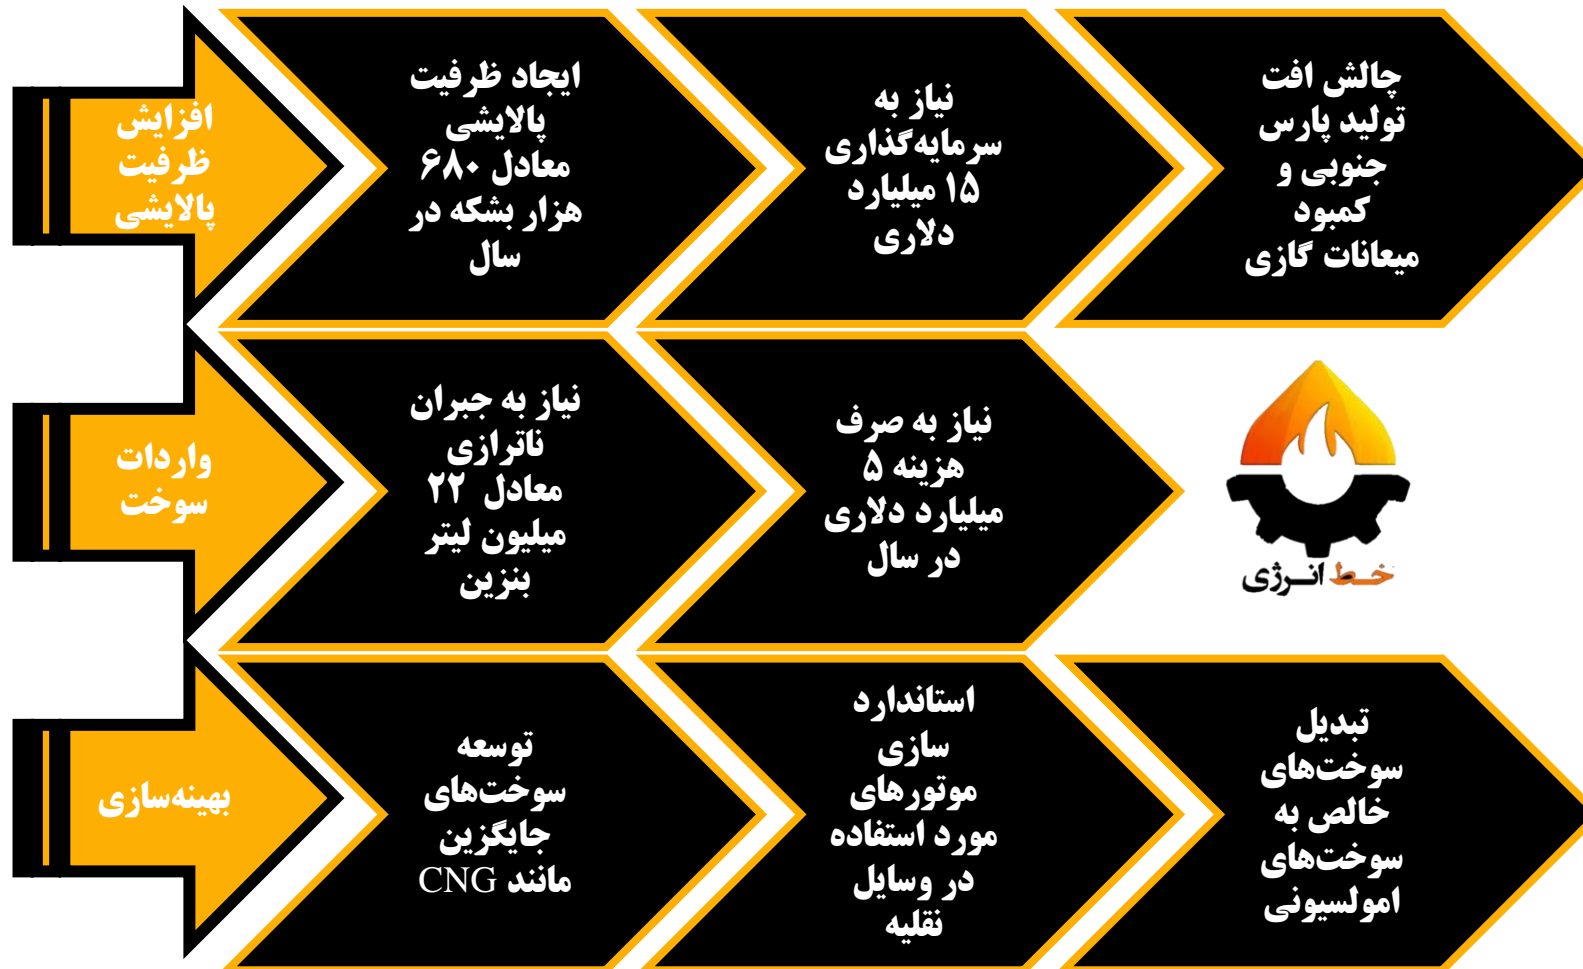 افزایش
ظرفیت
پالایشی
ایجاد ظرفیت
پالایشی
معادل ۶۸۰
هزار بشکه در
سال
نیاز به
سرمایه‌گذاری
۱۵ میلیارد
دلاری
چالش افت
تولید پارس
جنوبی و
کمبود
میعانات گازی
واردات
سوخت
نیاز به جبران
ناترازی
معادل ۲۲
میلیون لیتر
بنزین
نیاز به صرف
هزینه ۵
میلیارد دلاری
در سال
خط انرژی
بهینه‌سازی
توسعه
سوخت‌های
جایگزین
مانند CNG
استاندارد
سازی
موتورهای
مورد استفاده
در وسایل
نقلیه
تبدیل
سوخت‌های
خالص به
سوخت‌های
امولسیونی